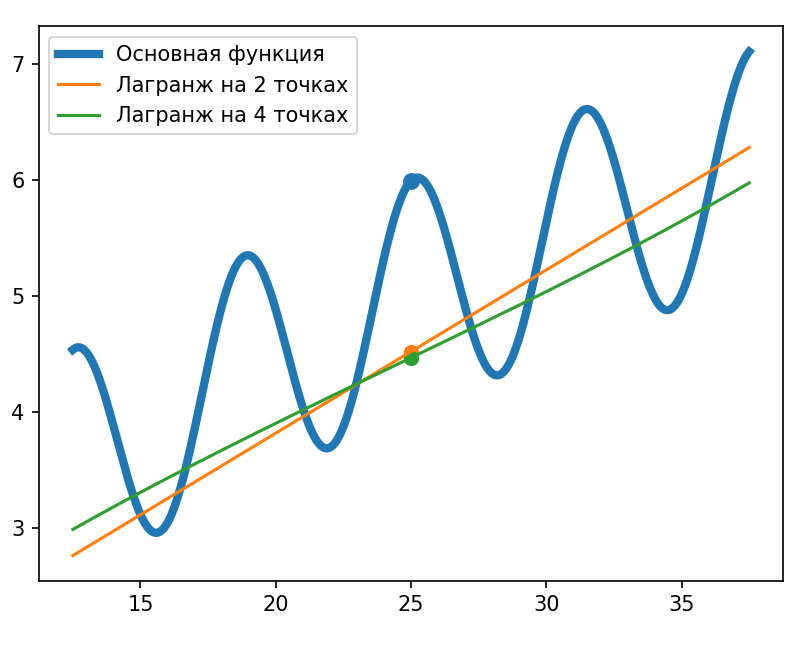 Основная функция
Лагранж на 2 точках
Лагранж на 4 точках
7
6
5
4
3
15 20 25 30 35